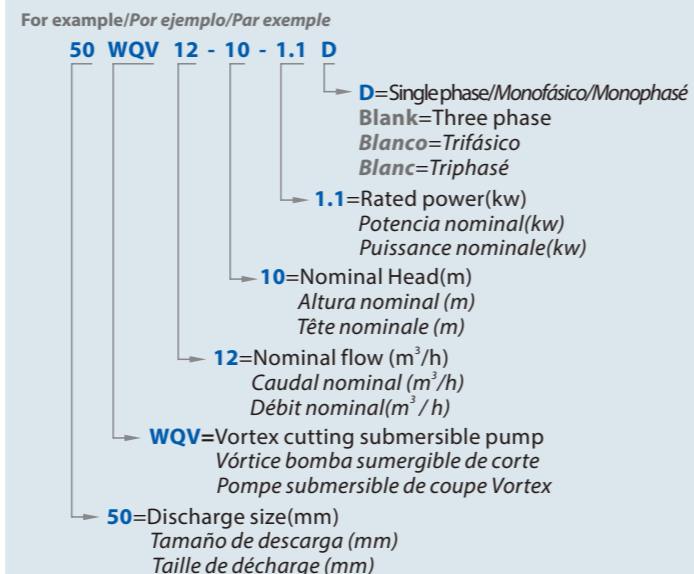 For example/Por ejemplo/Par exemple
50 WQV 12 - 10 - 1.1 D
D=Single phase/Monofásico/Monophasé
Blank=Three phase
Blanco=Trifásico
Blanc=Triphasé
1.1=Rated power(kw)
Potencia nominal(kw)
Puissance nominale(kw)
10=Nominal Head(m)
Altura nominal (m)
Tête nominale (m)
12=Nominal flow (m³/h)
Caudal nominal (m³/h)
Débit nominal(m³ / h)
WQV=Vortex cutting submersible pump
Vórtice bomba sumergible de corte
Pompe submersible de coupe Vortex
50=Discharge size(mm)
Tamaño de descarga (mm)
Taille de décharge (mm)